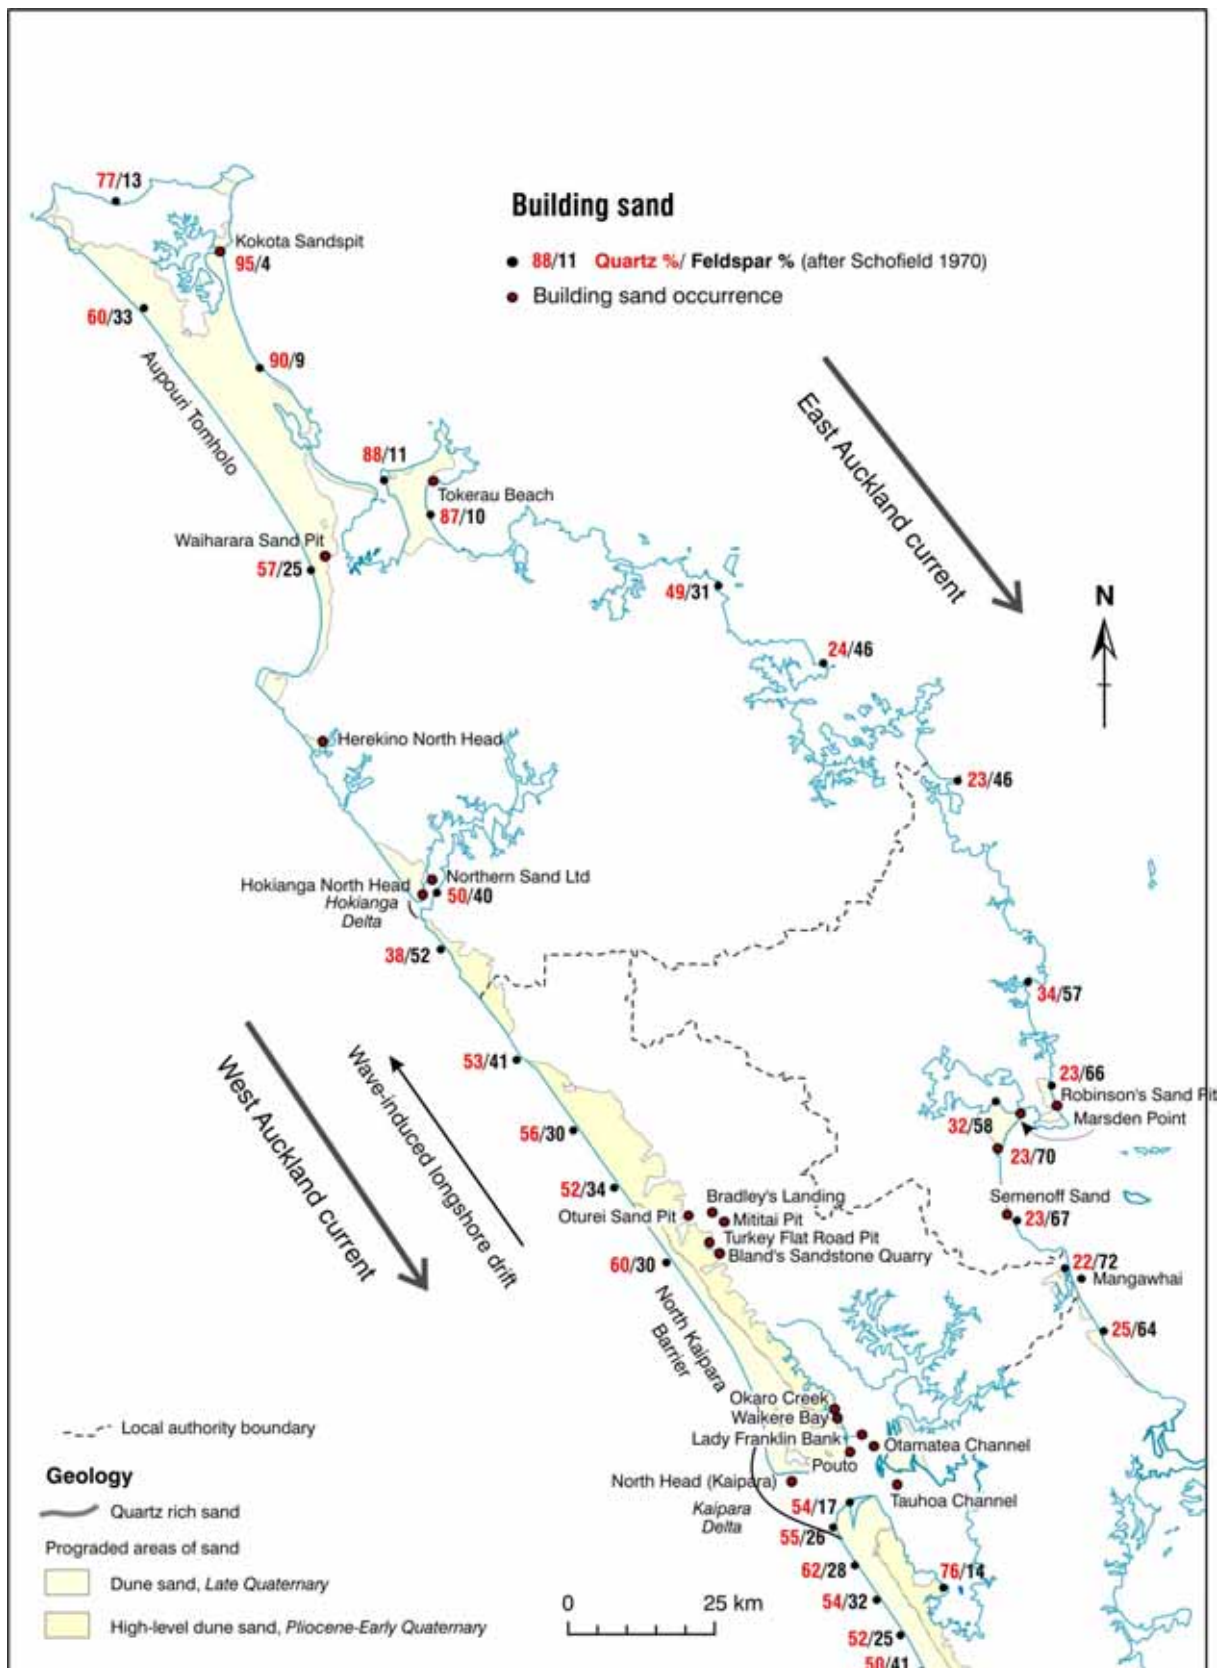 77/13
Building sand
Kokota Sandspit
95/4
88/11 Quartz %/ Feldspar % (after Schofield 1970)
Building sand occurrence
60/33
90/9
Aupouri Tomholo
East Auckland current
88/11
Tokerau Beach
87/10
Waiharara Sand Pit
57/25
49/31
N
24/46
Herekino North Head
23/46
Northern Sand Ltd
Hokianga North Head
50/40
Hokianga
Delta
38/52
34/57
53/41
West Auckland current
Wave-induced longshore drift
23/66
Robinson's Sand Pit
Marsden Point
32/58
56/30
23/70
52/34
Bradley's Landing
Semenoff Sand
Oturei Sand Pit
Mititai Pit
23/67
Turkey Flat Road Pit
Bland's Sandstone Quarry
60/30
22/72
Mangawhai
North Kaipara
Barrier
25/64
Okaro Creek
Waikere Bay
Local authority boundary
Lady Franklin Bank
Otamatea Channel
Pouto
Geology
North Head (Kaipara)
Tauhoa Channel
Quartz rich sand
Kaipara
Delta
54/17
55/26
Prograded areas of sand
62/28
76/14
Dune sand, Late Quaternary
0 25 km
54/32
High-level dune sand, Pliocene-Early Quaternary
52/25
50/41